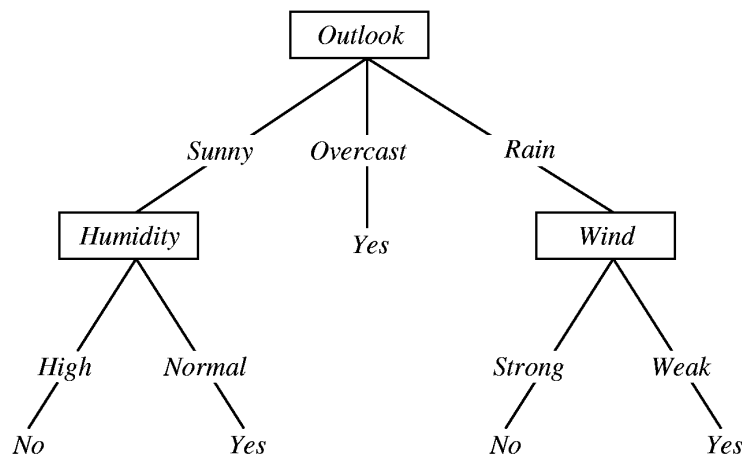 Outlook
Sunny Overcast Rain
Humidity Yes Wind
High Normal Strong Weak
No Yes No Yes